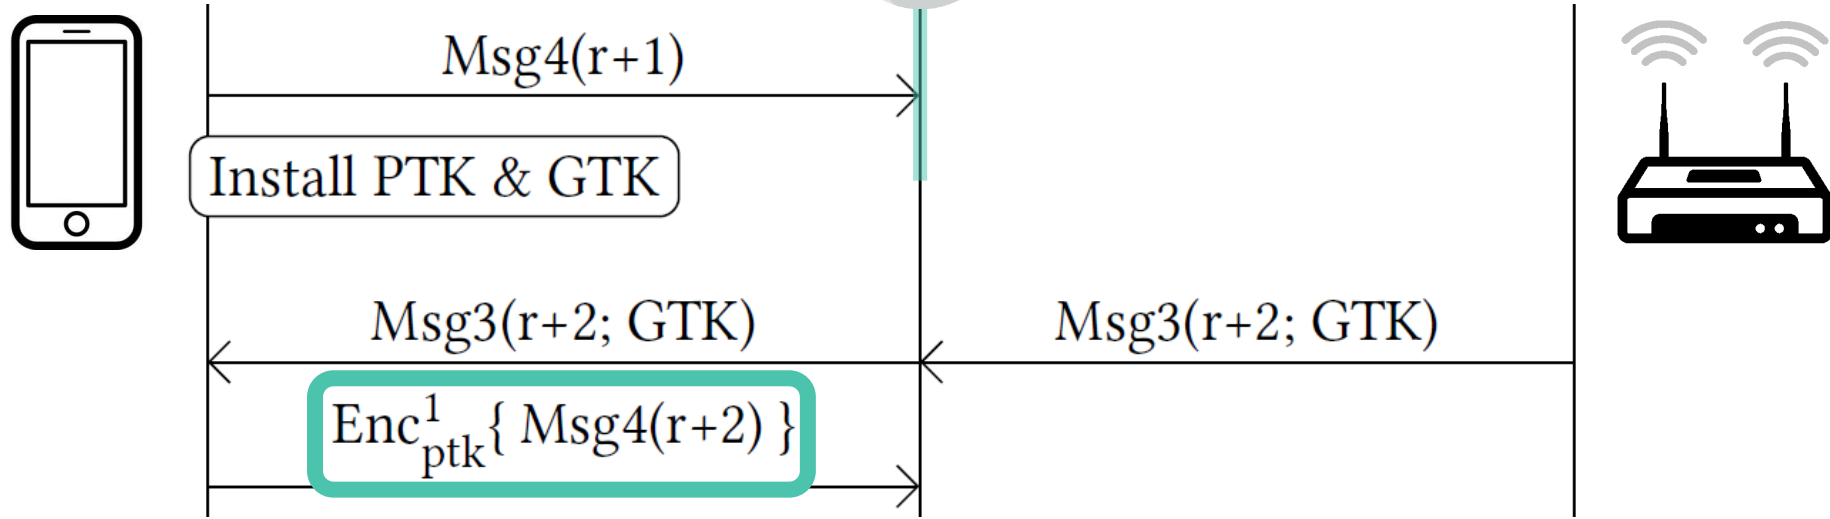 Msg4(r+1)
Install PTK & GTK
Msg3(r+2; GTK)
Msg3(r+2; GTK)
Enc¹ptk{ Msg4(r+2) }